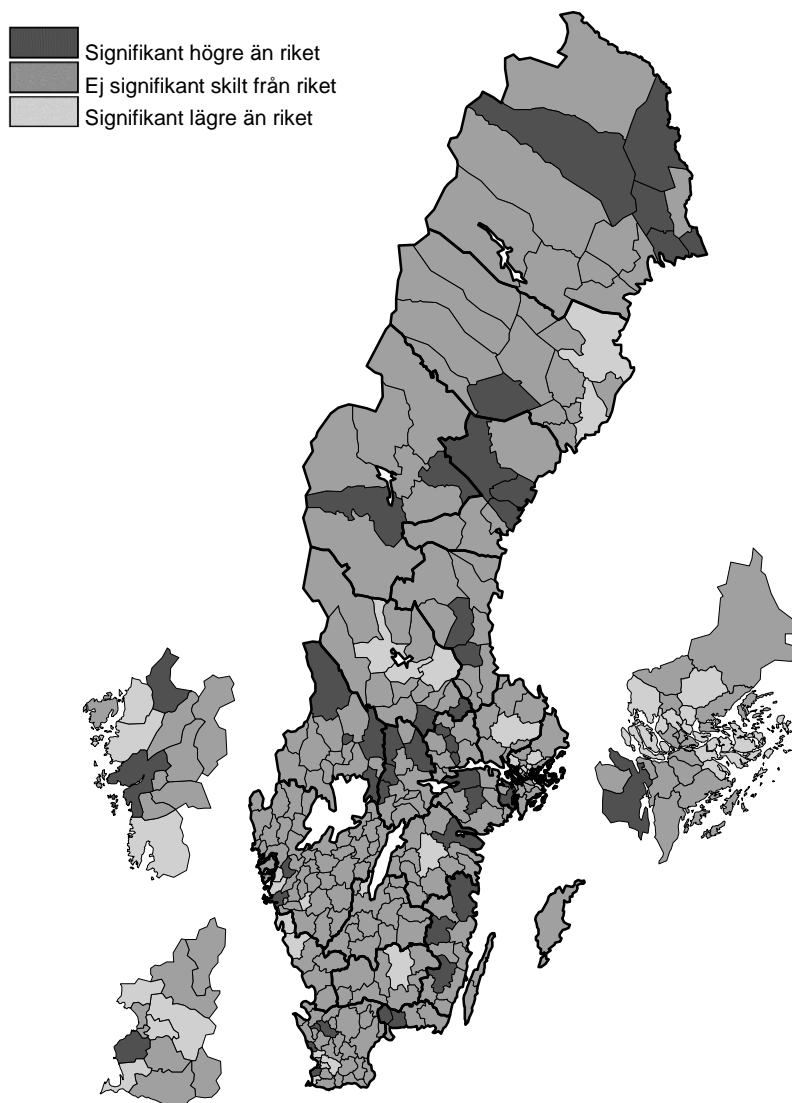 Signifikant högre än riket
Ej signifikant skilt från riket
Signifikant lägre än riket